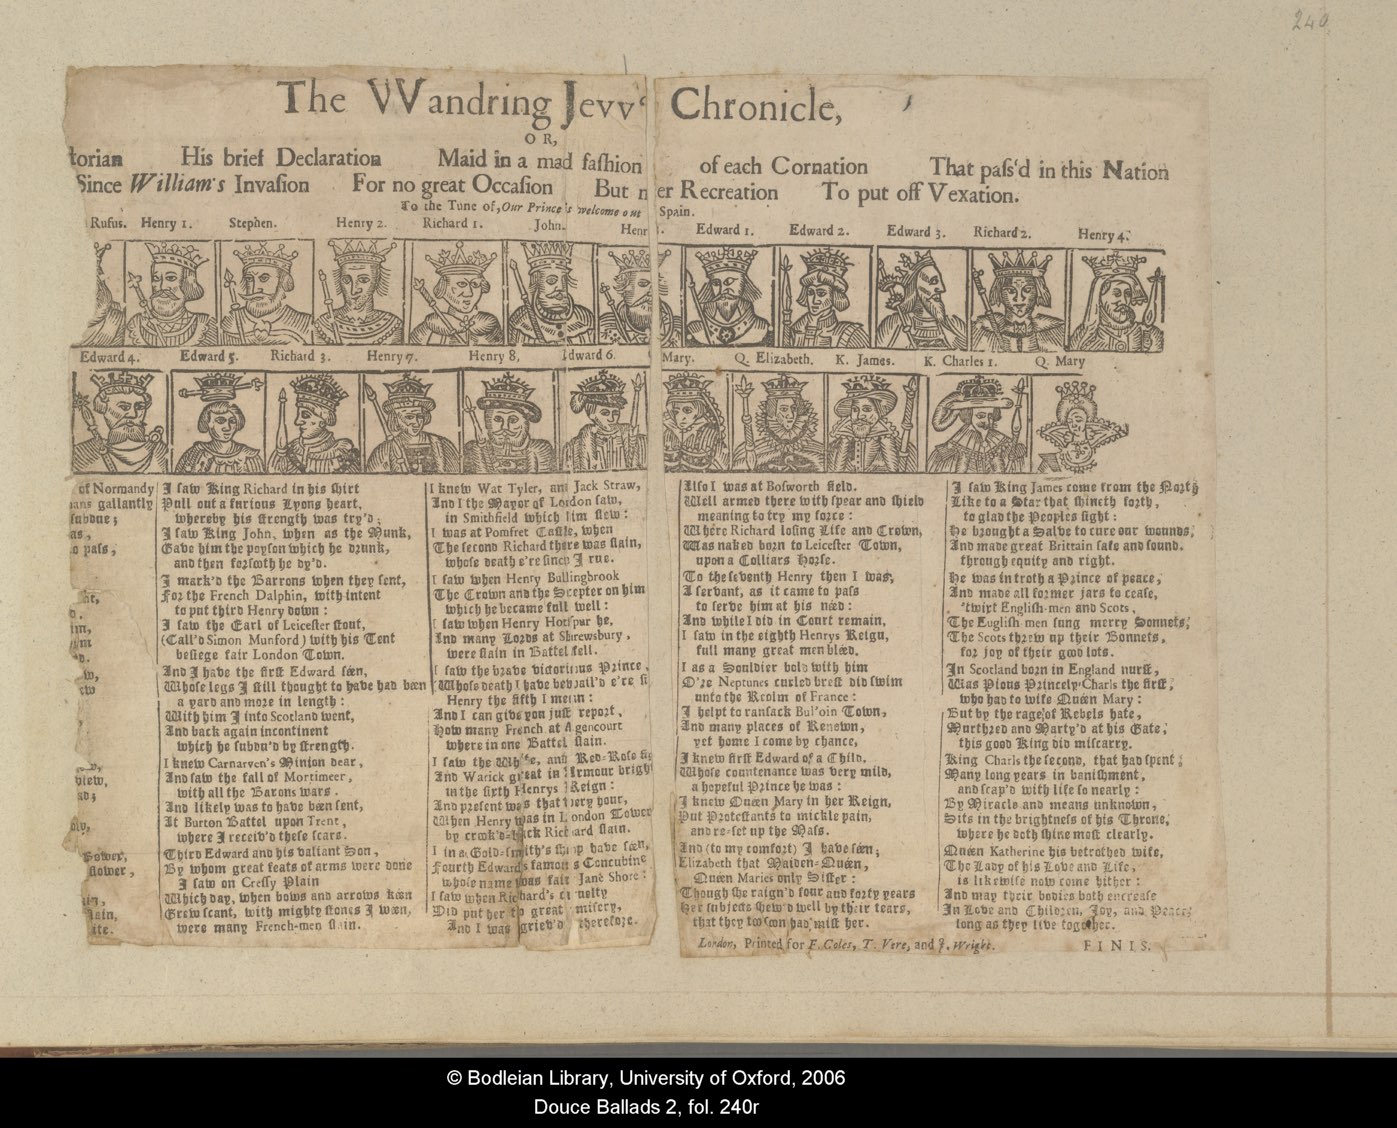 240
The VVandring Jevv's Chronicle,
OR,
torian His brief Declaration Maid in a mad fashion of each Cornation That pass'd in this Nation
Since William's Invasion For no great Occasion But er Recreation To put off Vexation.
To the Tune of, Our Prince's welcome out Spain.
Rufus. Henry 1. Stephen. Henry 2. Richard 1. John. Henr Edward 1. Edward 2. Edward 3. Richard 2. Henry 4.
Edward 4. Edward 5. Richard 3. Henry 7. Henry 8, Edward 6. Mary. Q. Elizabeth. K. James. K. Charles 1. Q. Mary
of Normandy
ans gallantly
subdue;
as,
o pass,
im,
view,
Power,
flower,
slain,
ite.
I saw King Richard in his shirt
Pull out a furious Lyons heart,
whereby his strength was try'd;
I saw King John, when as the Munk,
Gave him the poyson which he drunk,
and then forsooth he dy'd.
I mark'd the Barrons when they sent,
For the French Dalphin, with intent
to put third Henry down:
I saw the Earl of Leicester stout,
(Call'd Simon Munford) with his Tent
besiege fair London Town.
And I have the first Edward séen,
Whose legs I still thought to have had béen
a yard and more in length:
With him I into Scotland went,
And back again incontinent
which he subdu'd by strength.
I knew Carnarven's Minion dear,
And saw the fall of Mortimeer,
with all the Barons wars.
And likely was to have béen sent,
At Burton Battel upon Trent,
where I receiv'd these scars.
Third Edward and his valiant Son,
By whom great feats of arms were done
I saw on Cressy Plain
Which day, when bows and arrows kéen
Grew scant, with mighty stones I wéen,
were many French-men slain.
I knew Wat Tyler, and Jack Straw,
And I the Mayor of London saw,
in Smithfield which him slew:
I was at Pomfret Castle, when
The second Richard there was slain,
whose death e're since I rue.
I saw when Henry Bullingbrook
The Crown and the Scepter on him
which he became full well:
I saw when Henry Hotspur he,
And many Lords at Shrewsbury,
were slain in Battel fell.
I saw the brave victorious Prince,
Whose death I have bewail'd e're si
Henry the fifth I mean:
And I can give you just report,
How many French at Agencourt
where in one Battel slain.
I saw the White, and Red-Rose fig
And Warick great in Armour bright
in the sixth Henrys Reign:
And present was that very hour,
When Henry was in London Tower
by crook'd-back Richard slain.
I in a Gold-smith's shop have séen,
Fourth Edwards famous Concubine
whose name was fair Jane Shore:
I saw when Richard's cruelty
Did put her to great misery,
And I was griev'd therefore.
Also I was at Bosworth field.
Well armed there with spear and shield
meaning to try my force:
Where Richard losing Life and Crown,
Was naked born to Leicester Town,
upon a Colliars Horse.
To the seventh Henry then I was,
A servant, as it came to pass
to serve him at his néed:
And while I did in Court remain,
I saw in the eighth Henrys Reign,
full many great men bléed.
I as a Souldier bold with him
O're Neptunes curled brest did swim
unto the Realm of France:
I helpt to ransack Bul'oin Town,
And many places of Renown,
yet home I come by chance,
I knew first Edward of a Child.
Whose countenance was very mild,
a hopeful Prince he was:
I knew Quéen Mary in her Reign,
Put Protestants to mickle pain,
and re-set up the Mass.
And (to my comfort) I have séen;
Elizabeth that Maiden-Quéen,
Quéen Maries only Sister:
Though she raign'd four and forty years
Her subjects shew'd well by their tears,
that they too soon had mist her.
I saw King James come from the North
Like to a Star that shineth forth,
to glad the Peoples sight:
He brought a Salve to cure our wounds,
And made great Brittain safe and sound.
through equity and right.
He was in troth a Prince of peace,
And made all former jars to cease,
'twixt English-men and Scots,
The English men sung merry Sonnets,
The Scots threw up their Bonnets,
for joy of their good lots.
In Scotland born in England nurst,
Was Pious Princely Charls the first,
who had to wife Quéen Mary:
But by the rage of Rebels hate,
Murthred and Marty'd at his Gate,
this good King did miscarry.
King Charls the second, that had spent,
Many long years in banishment,
and scap'd with life so nearly:
By Miracle and means unknown,
Sits in the brightness of his Throne,
where he doth shine most clearly.
Quéen Katherine his betrothed wife,
The Lady of his Love and Life,
is likewise now come hither:
And may their bodies both encrease
In Love and Children, Joy, and Peace,
long as they live together.
London, Printed for F. Coles, T. Vere, and J. Wright.
FINIS.
© Bodleian Library, University of Oxford, 2006
Douce Ballads 2, fol. 240r